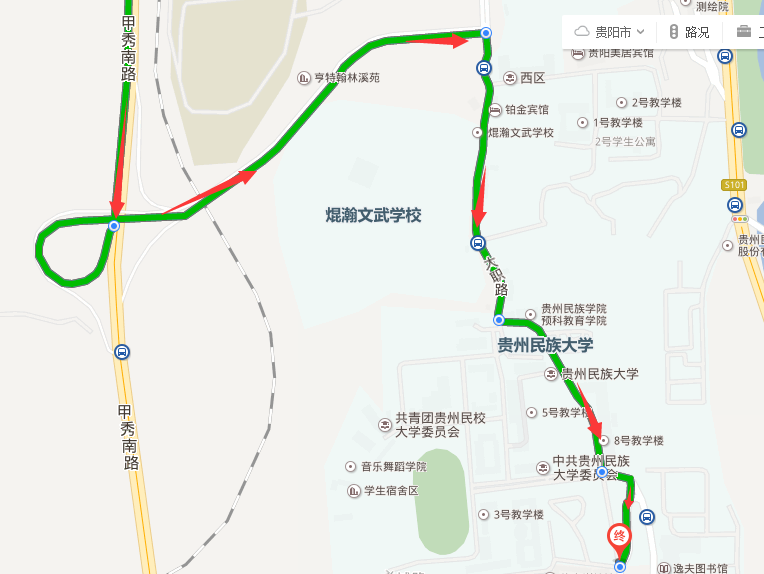 测绘院
贵阳市
路况
贵阳美居宾馆
甲秀南路
亨特翰林溪苑
西区
铂金宾馆
2号教学楼
1号教学楼
焜瀚文武学校
2号学生公寓
S101
焜瀚文武学校
贵州民
股份有
路
贵州民族学院
预科教育学院
贵州民族大学
贵州民族大学
甲秀南路
5号教学楼
共青团贵州民校
大学委员会
8号教学楼
中共贵州民族
大学委员会
音乐舞蹈学院
学生宿舍区
3号教学楼
终
逸夫图书馆